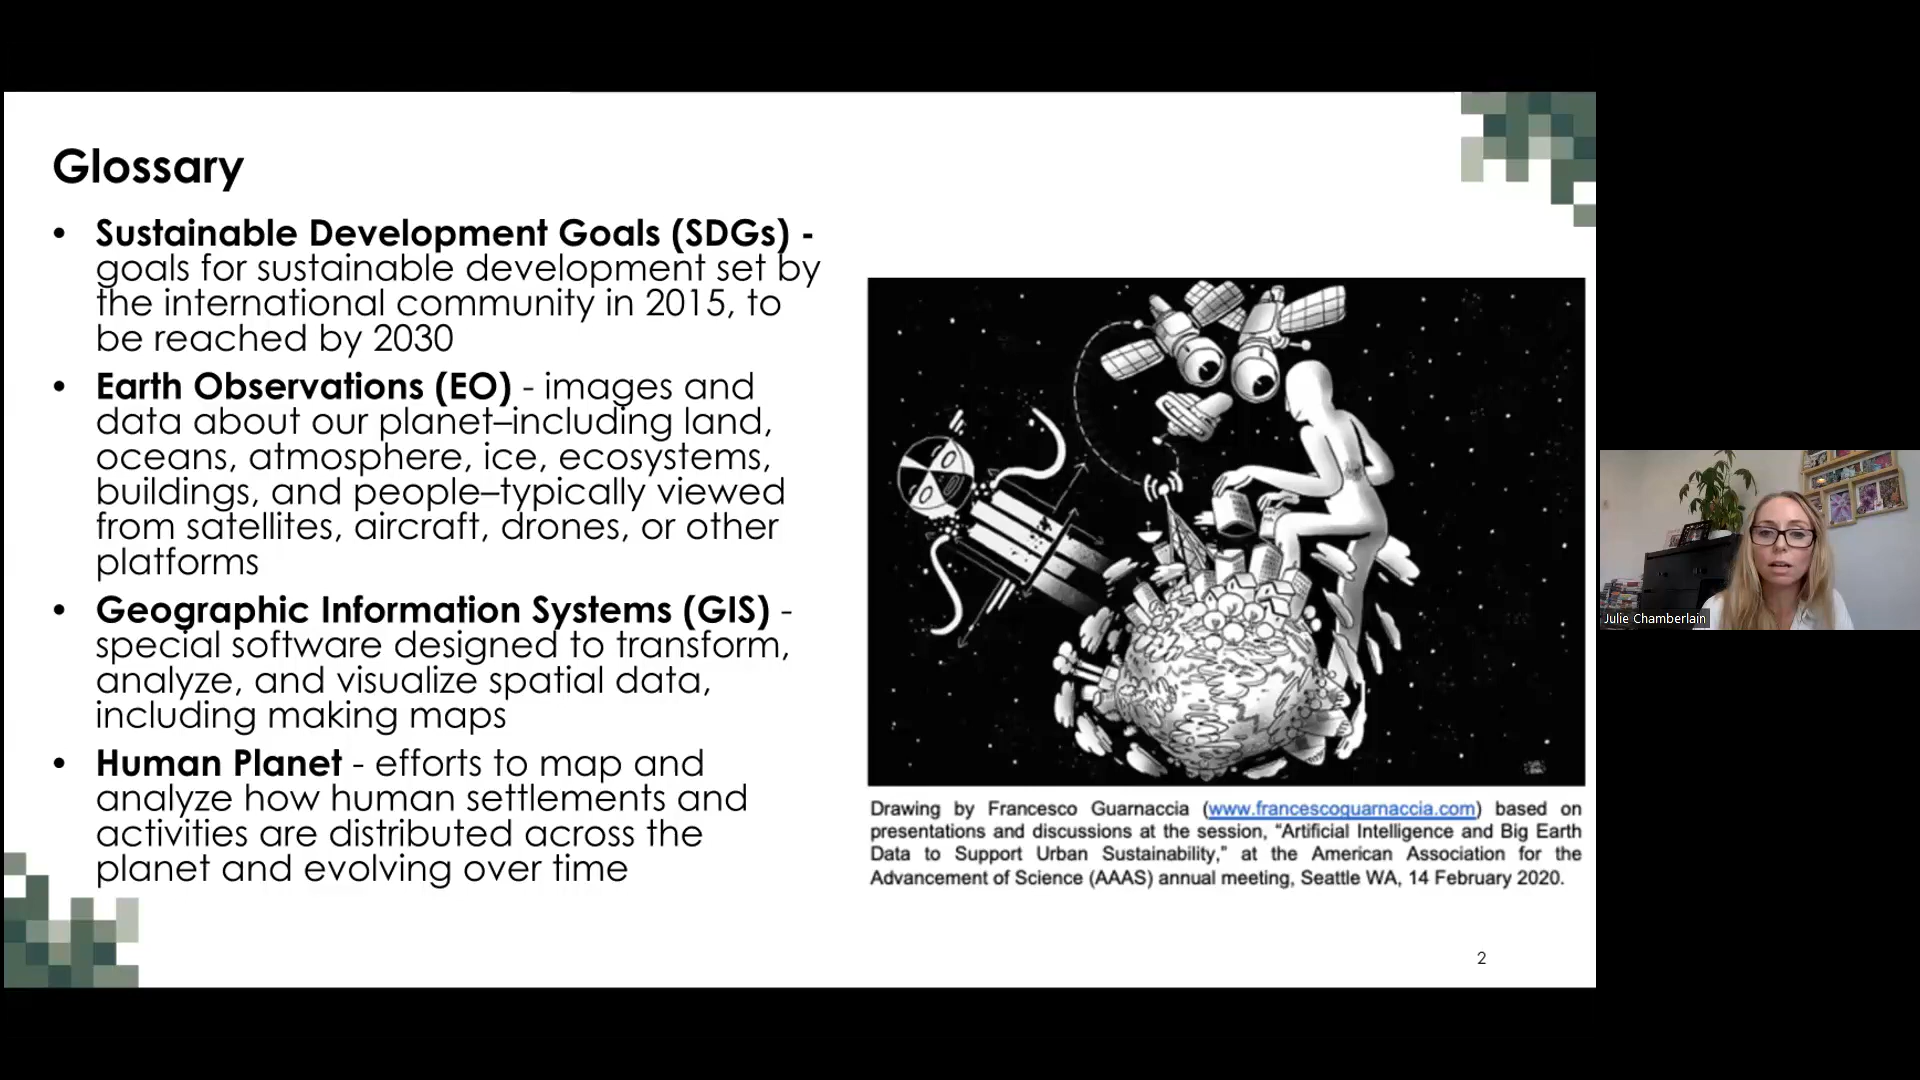 Glossary
• Sustainable Development Goals (SDGs) -
goals for sustainable development set by
the international community in 2015, to
be reached by 2030
• Earth Observations (EO) - images and
data about our planet–including land,
oceans, atmosphere, ice, ecosystems,
buildings, and people–typically viewed
from satellites, aircraft, drones, or other
platforms
• Geographic Information Systems (GIS) -
special software designed to transform,
analyze, and visualize spatial data,
including making maps
• Human Planet - efforts to map and
analyze how human settlements and
activities are distributed across the
planet and evolving over time
Drawing by Francesco Guarnaccia (www.francescoguarnaccia.com) based on
presentations and discussions at the session, “Artificial Intelligence and Big Earth
Data to Support Urban Sustainability,” at the American Association for the
Advancement of Science (AAAS) annual meeting, Seattle WA, 14 February 2020.
2
Julie Chamberlain